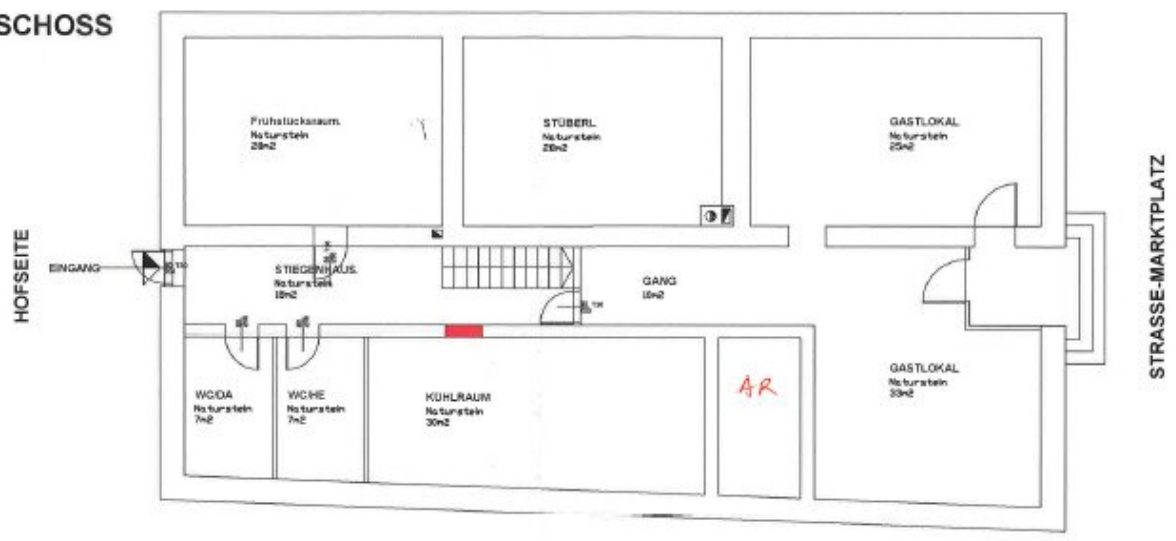 SCHOSS
Frühstücksraum.
Naturstein
28m2
STÜBERL
Naturstein
28m2
GASTLOKAL
Naturstein
25m2
HOFSEITE
EINGANG
STIEGENHAUS.
Naturstein
18m2
GANG
10m2
STRASSE-MARKTPLATZ
WC/DA
Naturstein
7m2
WC/HE
Naturstein
7m2
KÜHLRAUM
Naturstein
30m2
AR
GASTLOKAL
Naturstein
33m2